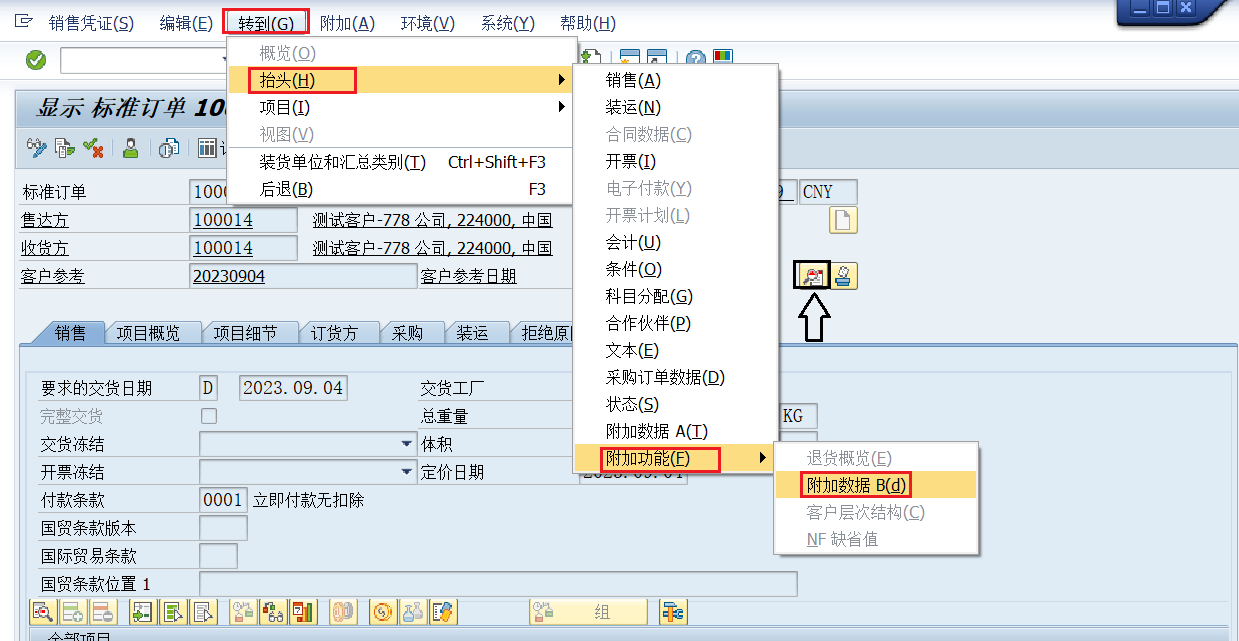 销售凭证(S) 编辑(E) 转到(G) 附加(A) 环境(V) 系统(Y) 帮助(H)
概览(O)
抬头(H)
项目(I)
视图(V)
装货单位和汇总类别(T) Ctrl+Shift+F3
后退(B) F3
销售(A)
装运(N)
合同数据(C)
开票(I)
电子付款(Y)
开票计划(L)
会计(U)
条件(O)
科目分配(G)
合作伙伴(P)
文本(E)
采购订单数据(D)
状态(S)
附加数据 A(T)
附加功能(F)
退货概览(E)
附加数据 B(d)
客户层次结构(C)
NF 缺省值
显示 标准订单 10
标准订单 100 CNY
售达方 100014 测试客户-778 公司, 224000, 中国
收货方 100014 测试客户-778 公司, 224000, 中国
客户参考 20230904 客户参考日期
销售 项目概览 项目细节 订货方 采购 装运 拒绝原
要求的交货日期 D 2023.09.04 交货工厂
完整交货 总重量 KG
交货冻结 体积
开票冻结 定价日期 2023.09.04
付款条款 0001 立即付款无扣除
国贸条款版本
国际贸易条款
国贸条款位置 1
组
全部项目